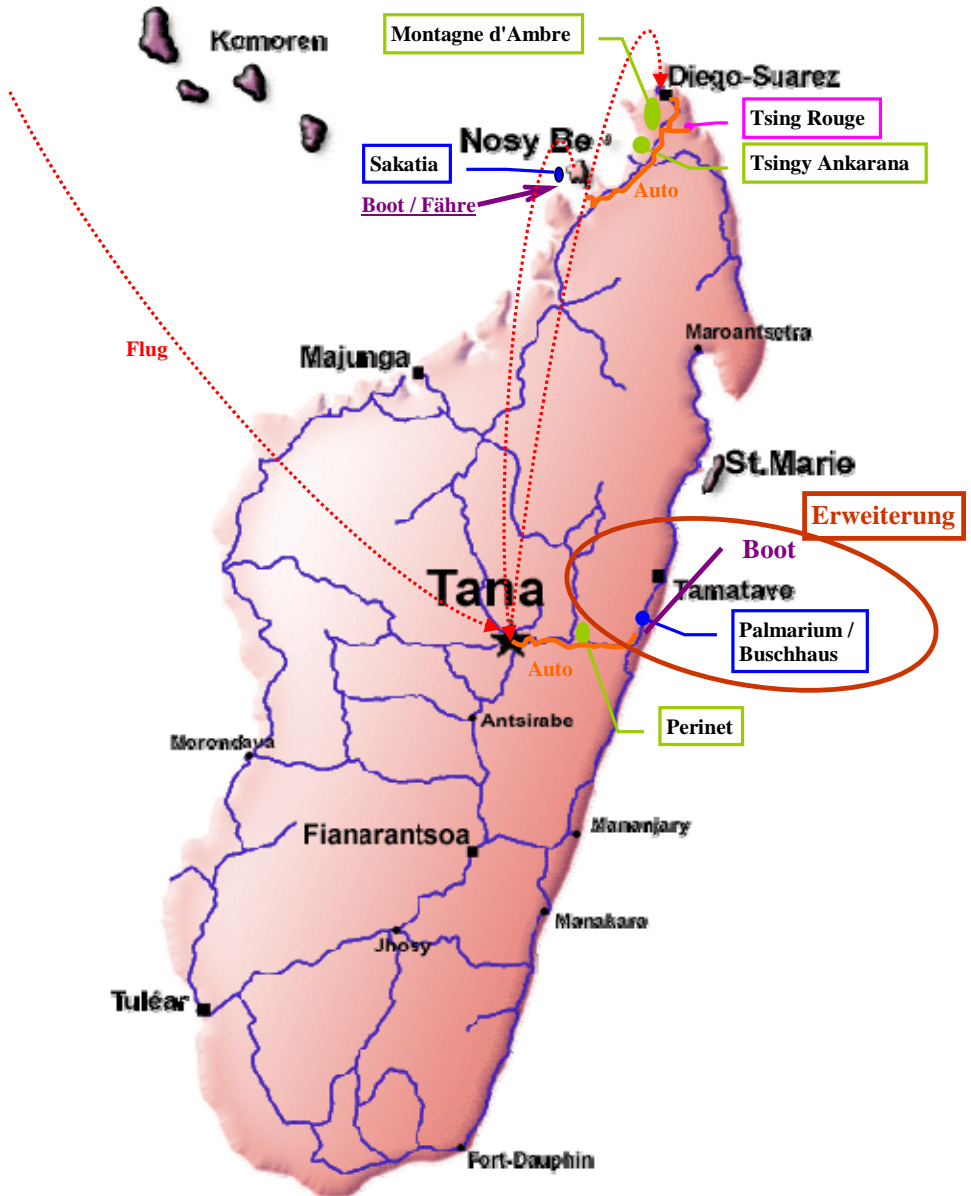 Montagne d'Ambre
Komoren
Diego-Suarez
Tsing Rouge
Nosy Be
Sakatia
Tsingy Ankarana
Auto
Boot / Fähre
Maroantsetra
Flug
Majunga
St.Marie
Erweiterung
Boot
Tana
Tamatave
Palmarium /
Buschhaus
Auto
Antsirabe
Perinet
Morondava
Fianarantsoa
Mananjary
Manakara
Jhosy
Tuléar
Fort-Dauphin